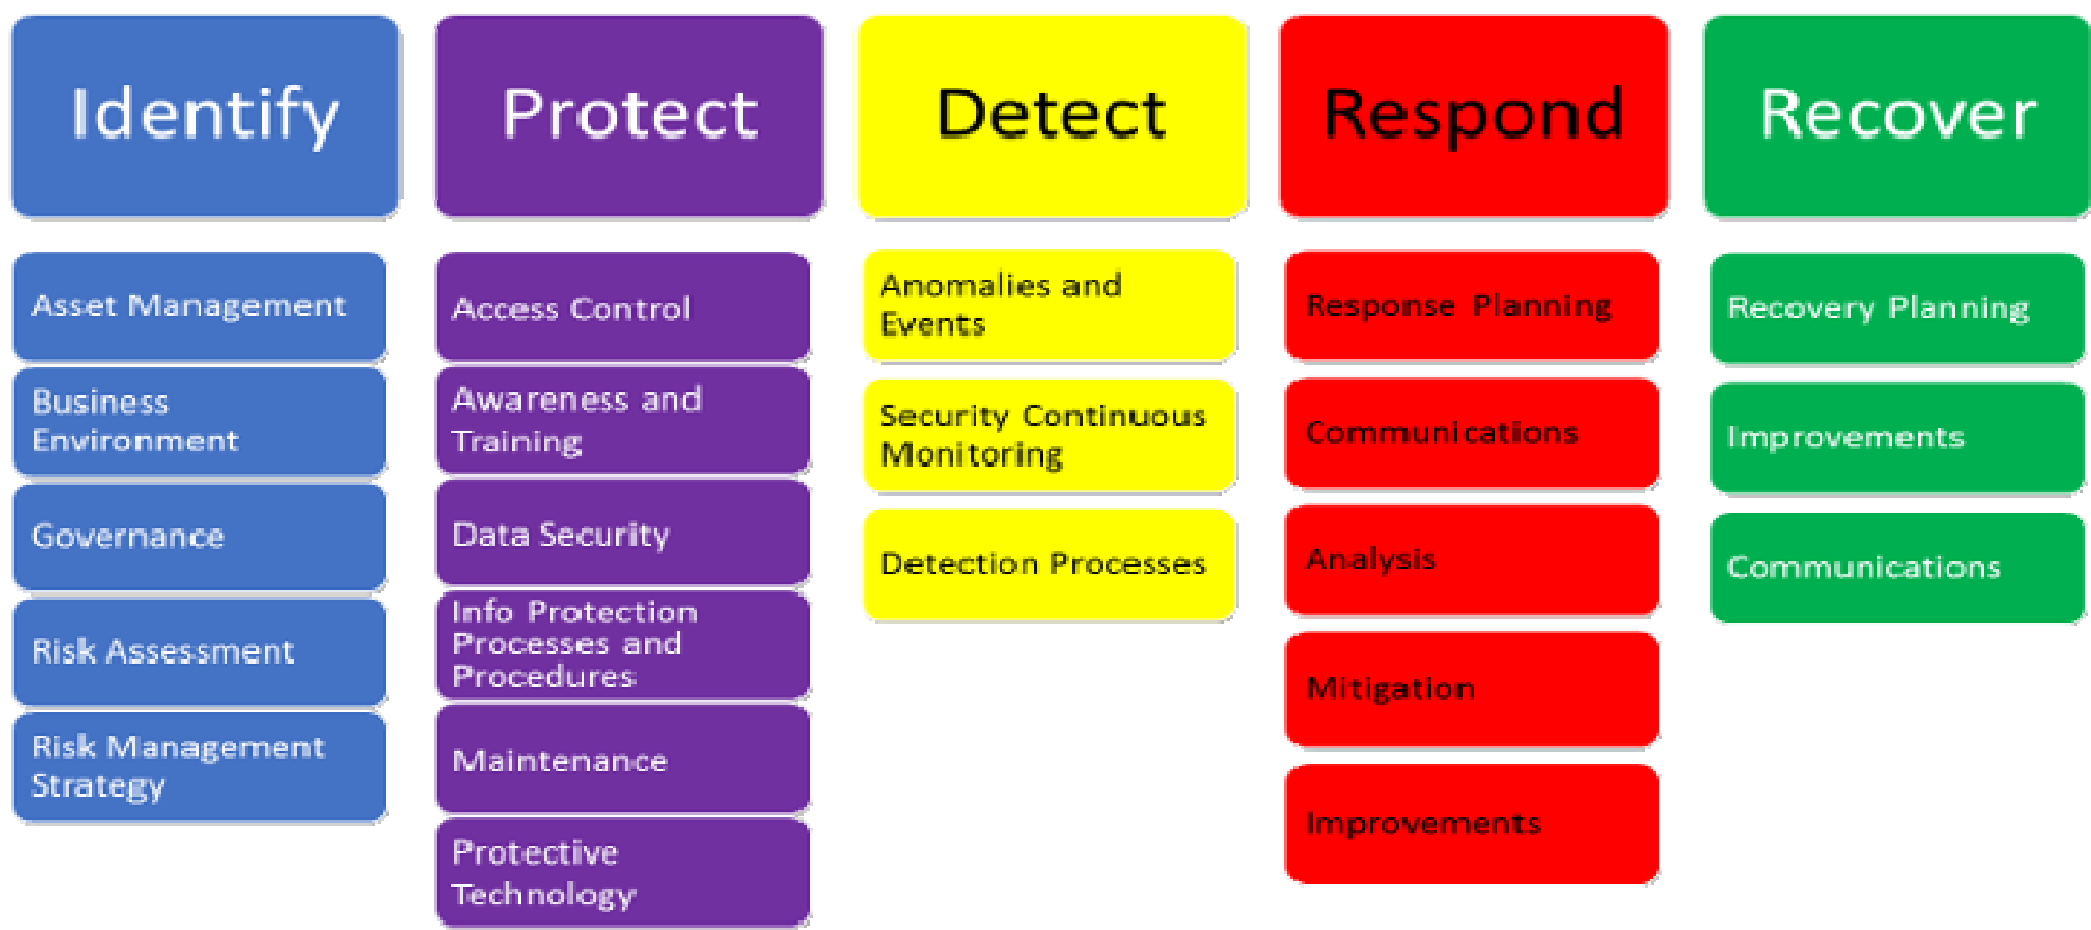 Identify
Protect
Detect
Respond
Recover
Asset Management
Business
Environment
Governance
Risk Assessment
Risk Management
Strategy
Access Control
Awareness and
Training
Data Security
Info Protection
Processes and
Procedures
Maintenance
Protective
Technology
Anomalies and
Events
Security Continuous
Monitoring
Detection Processes
Response Planning
Communications
Analysis
Mitigation
Improvements
Recovery Planning
Improvements
Communications